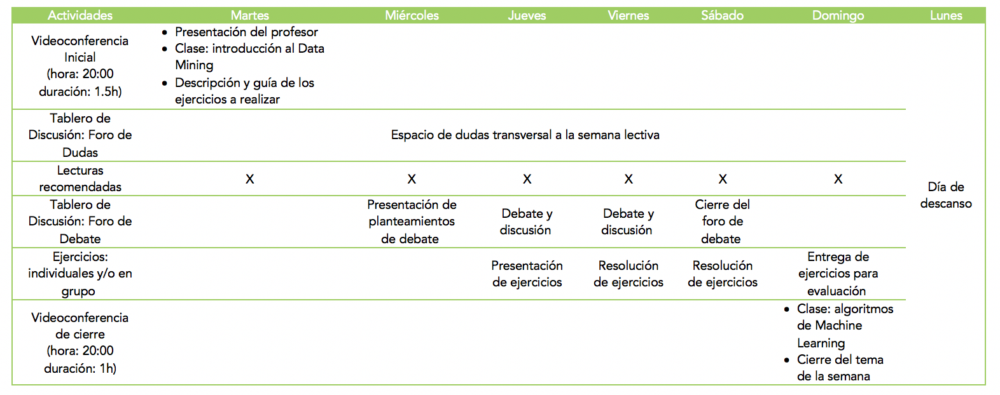 Actividades Martes Miércoles Jueves Viernes Sábado Domingo Lunes
Videoconferencia
Inicial
(hora: 20:00
duración: 1.5h)
• Presentación del profesor
• Clase: introducción al Data
Mining
• Descripción y guía de los
ejercicios a realizar
Tablero de
Discusión: Foro de
Dudas
Espacio de dudas transversal a la semana lectiva
Lecturas
recomendadas
X X X X X X
Tablero de
Discusión: Foro de
Debate
Presentación de
planteamientos
de debate
Debate y
discusión
Debate y
discusión
Cierre del
foro de
debate
Ejercicios:
individuales y/o en
grupo
Presentación
de ejercicios
Resolución
de ejercicios
Resolución
de ejercicios
Entrega de
ejercicios para
evaluación
Videoconferencia
de cierre
(hora: 20:00
duración: 1h)
• Clase: algoritmos
de Machine
Learning
• Cierre del tema
de la semana
Día de
descanso